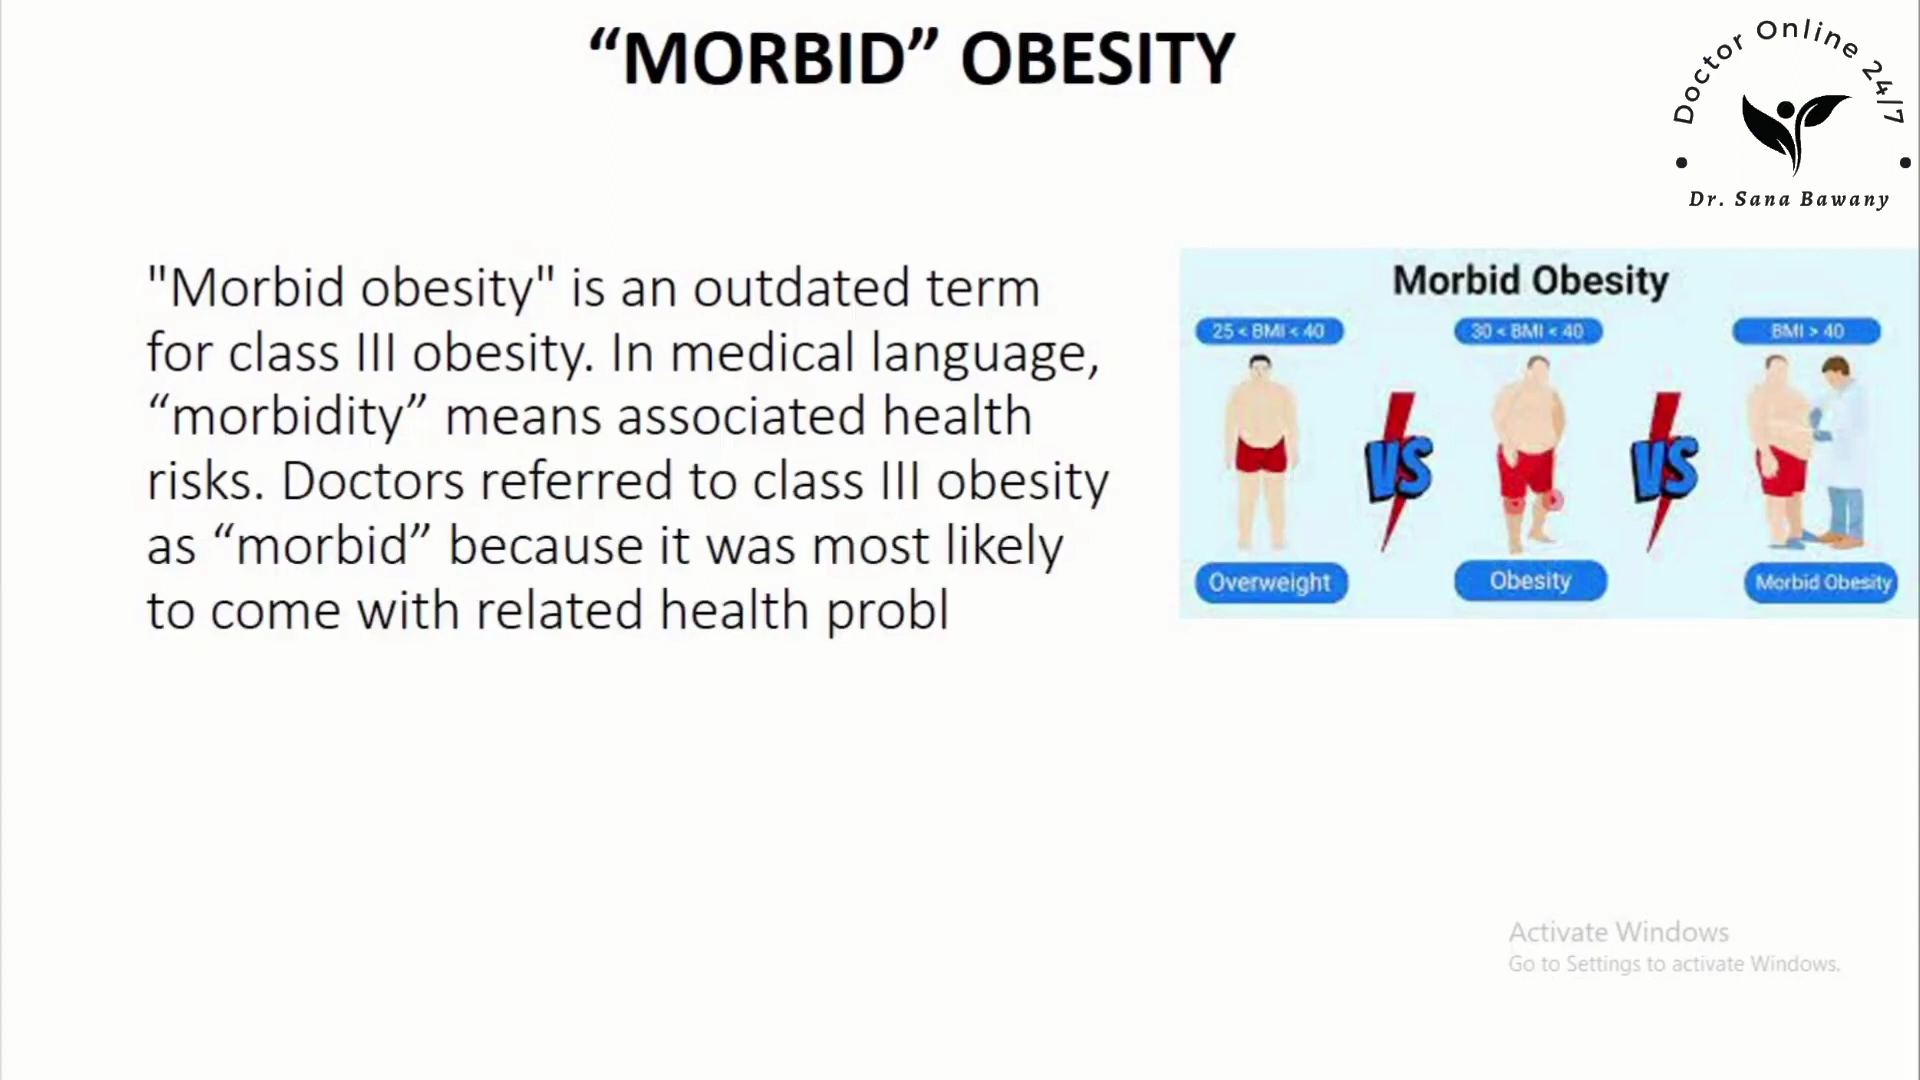 “MORBID” OBESITY
Doctor Online 24/7
Dr. Sana Bawany
"Morbid obesity" is an outdated term
for class III obesity. In medical language,
“morbidity” means associated health
risks. Doctors referred to class III obesity
as “morbid” because it was most likely
to come with related health probl
Morbid Obesity
25 < BMI < 40
30 < BMI < 40
BMI > 40
VS
VS
Overweight
Obesity
Morbid Obesity
Activate Windows
Go to Settings to activate Windows.